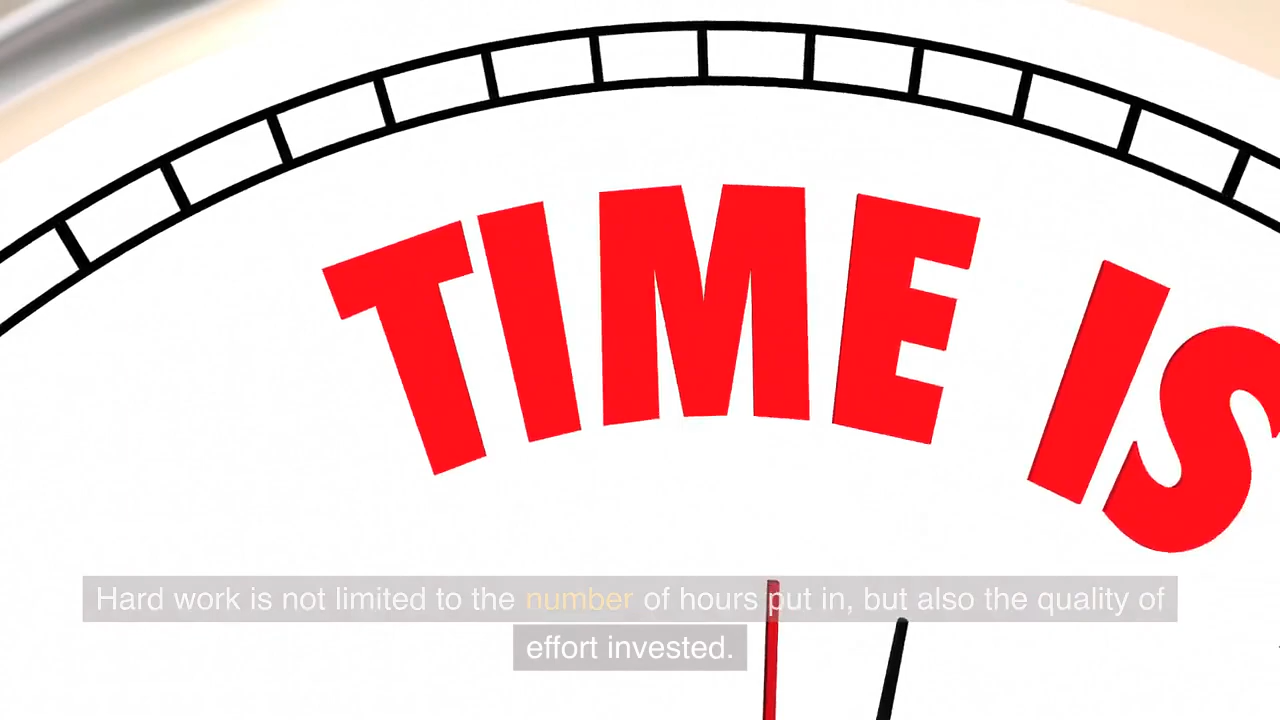 TIME IS
Hard work is not limited to the number of hours put in, but also the quality of
effort invested.